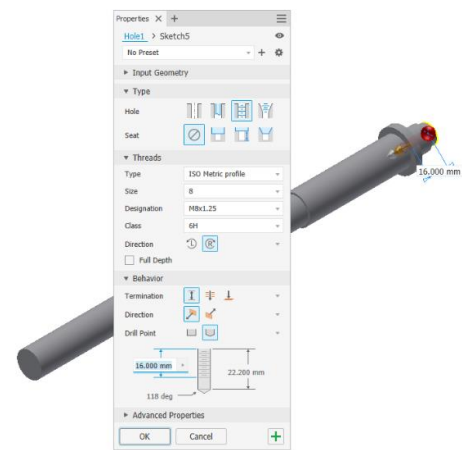 Properties × +
Hole1 > Sketch5
No Preset
Input Geometry
Type
Hole
Seat
Threads
Type ISO Metric profile
Size 8
Designation M8x1.25
Class 6H
Direction
Full Depth
Behavior
Termination
Direction
Drill Point
16.000 mm
22.200 mm
118 deg
Advanced Properties
OK Cancel +
16.000 mm